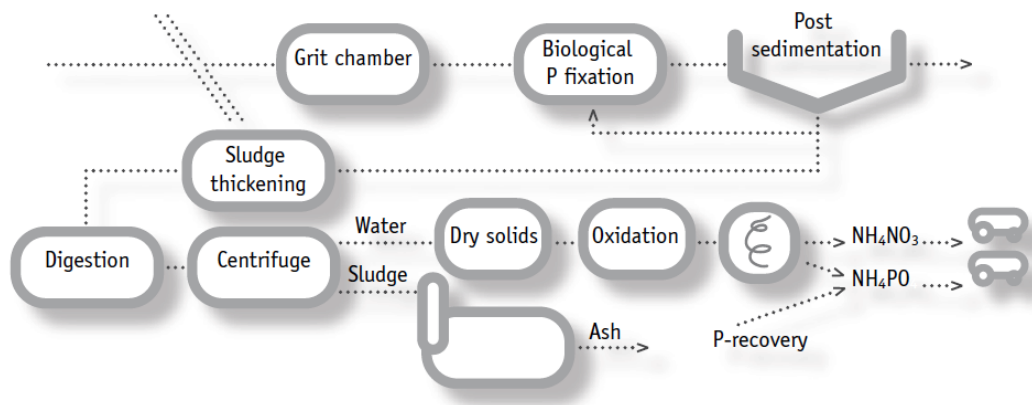 Post
sedimentation
Grit chamber
Biological
P fixation
Sludge
thickening
Water
Dry solids
Oxidation
NH₄NO₃
Digestion
Centrifuge
Sludge
NH₄PO
Ash
P-recovery